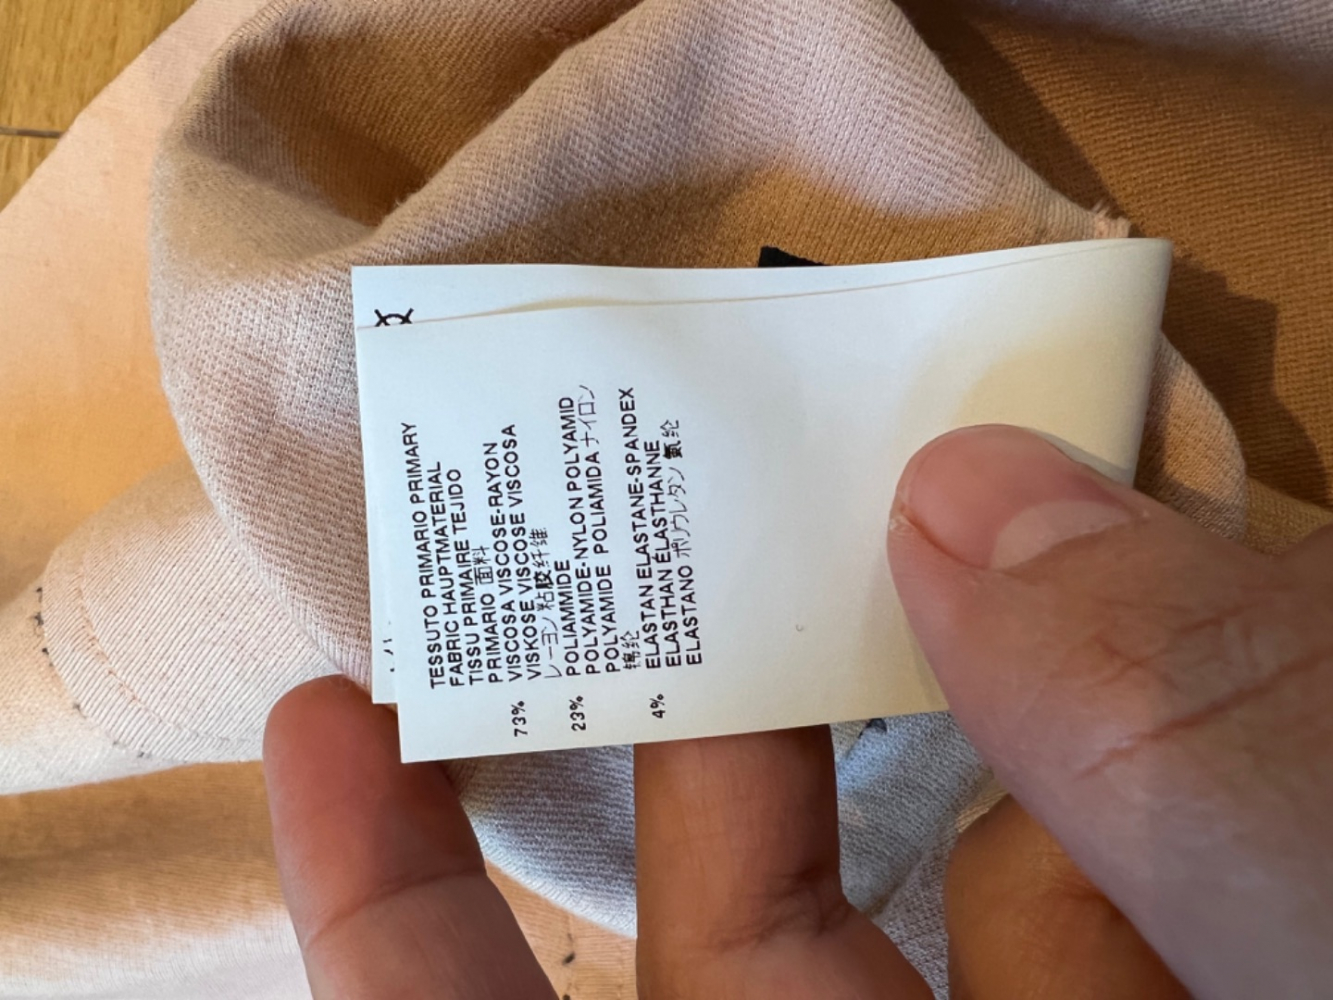 TESSUTO PRIMARIO PRIMARY
FABRIC HAUPTMATERIAL
TISSU PRIMAIRE TEJIDO
PRIMARIO 面料
73% VISCOSA VISCOSE-RAYON
VISKOSE VISCOSE VISCOSA
レーヨン 粘胶纤维
23% POLIAMMIDE
POLYAMIDE-NYLON POLYAMID
POLYAMIDE POLIAMIDA ナイロン
锦纶
4% ELASTAN ELASTANE-SPANDEX
ELASTHAN ÉLASTHANNE
ELASTANO ポリウレタン 氨纶